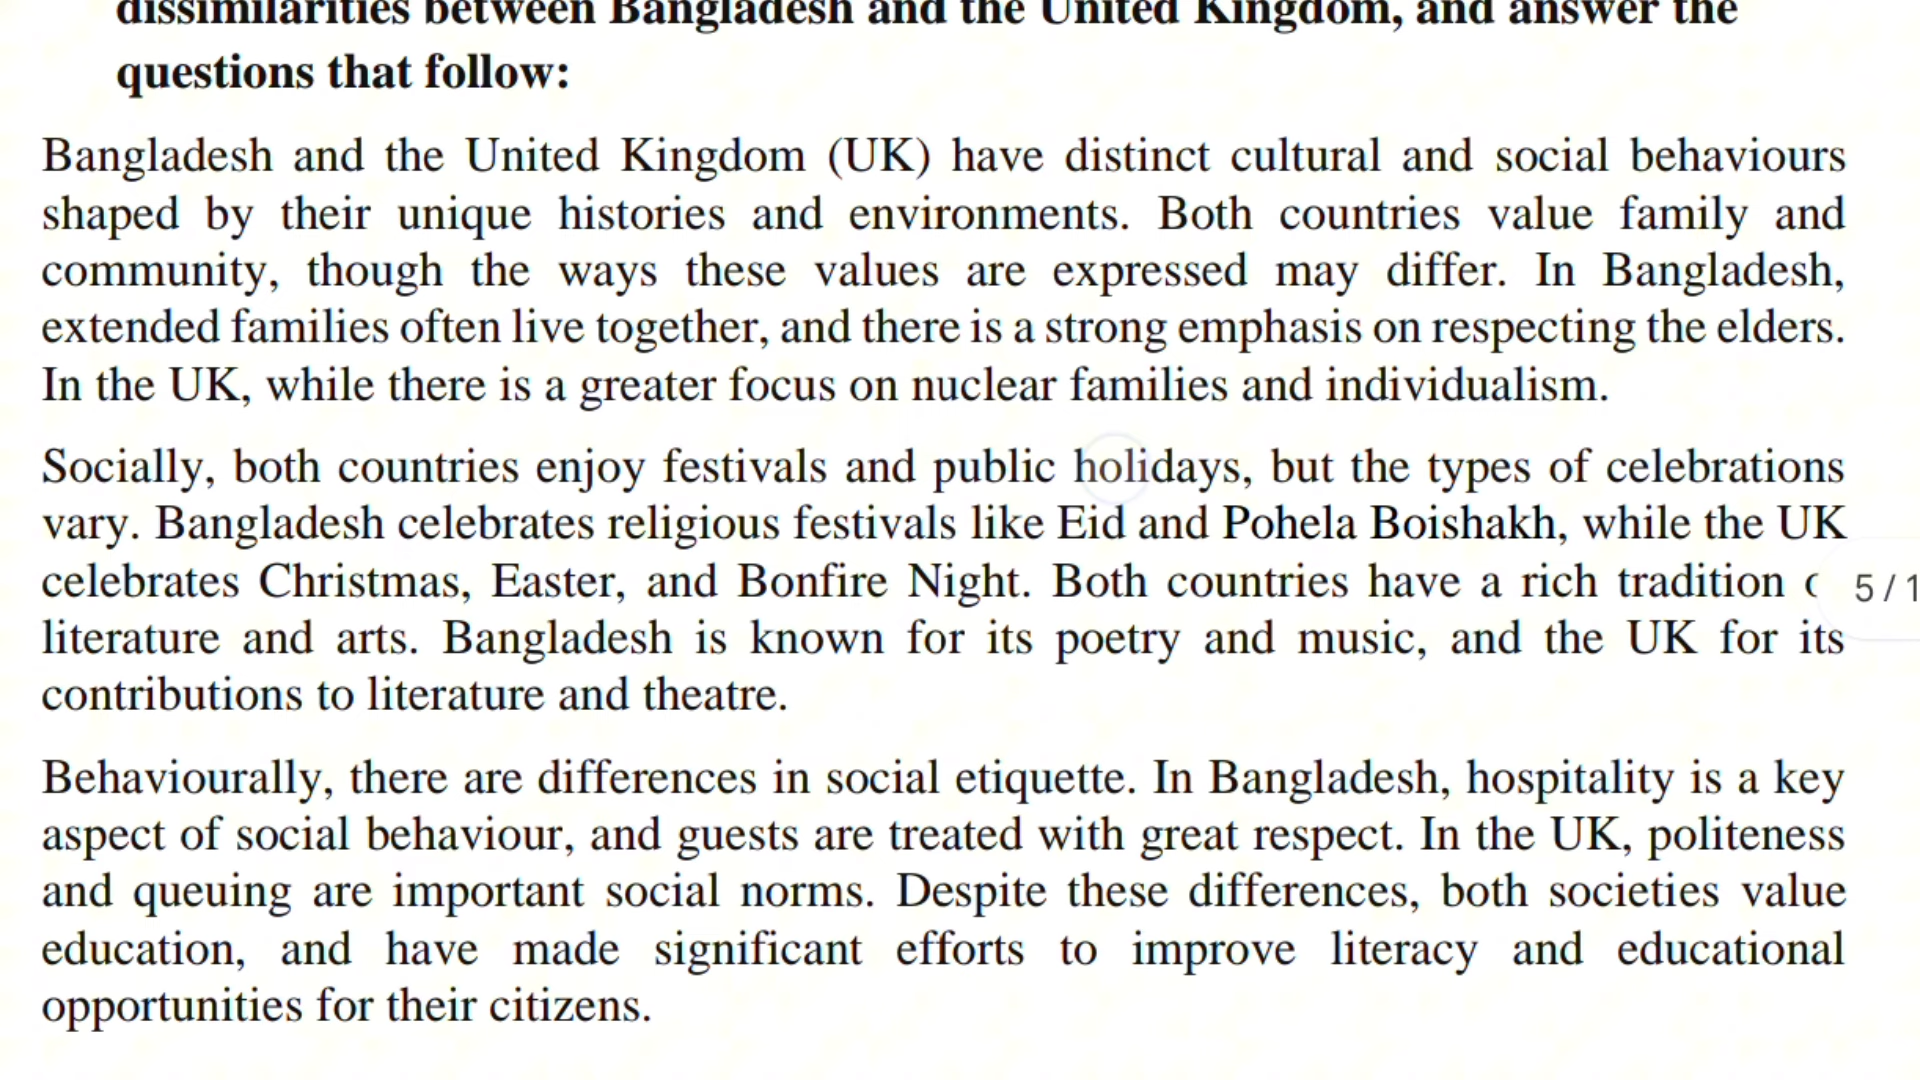 dissimilarities between Bangladesh and the United Kingdom, and answer the
questions that follow:
Bangladesh and the United Kingdom (UK) have distinct cultural and social behaviours
shaped by their unique histories and environments. Both countries value family and
community, though the ways these values are expressed may differ. In Bangladesh,
extended families often live together, and there is a strong emphasis on respecting the elders.
In the UK, while there is a greater focus on nuclear families and individualism.
Socially, both countries enjoy festivals and public holidays, but the types of celebrations
vary. Bangladesh celebrates religious festivals like Eid and Pohela Boishakh, while the UK
celebrates Christmas, Easter, and Bonfire Night. Both countries have a rich tradition
5 / 1
literature and arts. Bangladesh is known for its poetry and music, and the UK for its
contributions to literature and theatre.
Behaviourally, there are differences in social etiquette. In Bangladesh, hospitality is a key
aspect of social behaviour, and guests are treated with great respect. In the UK, politeness
and queuing are important social norms. Despite these differences, both societies value
education, and have made significant efforts to improve literacy and educational
opportunities for their citizens.